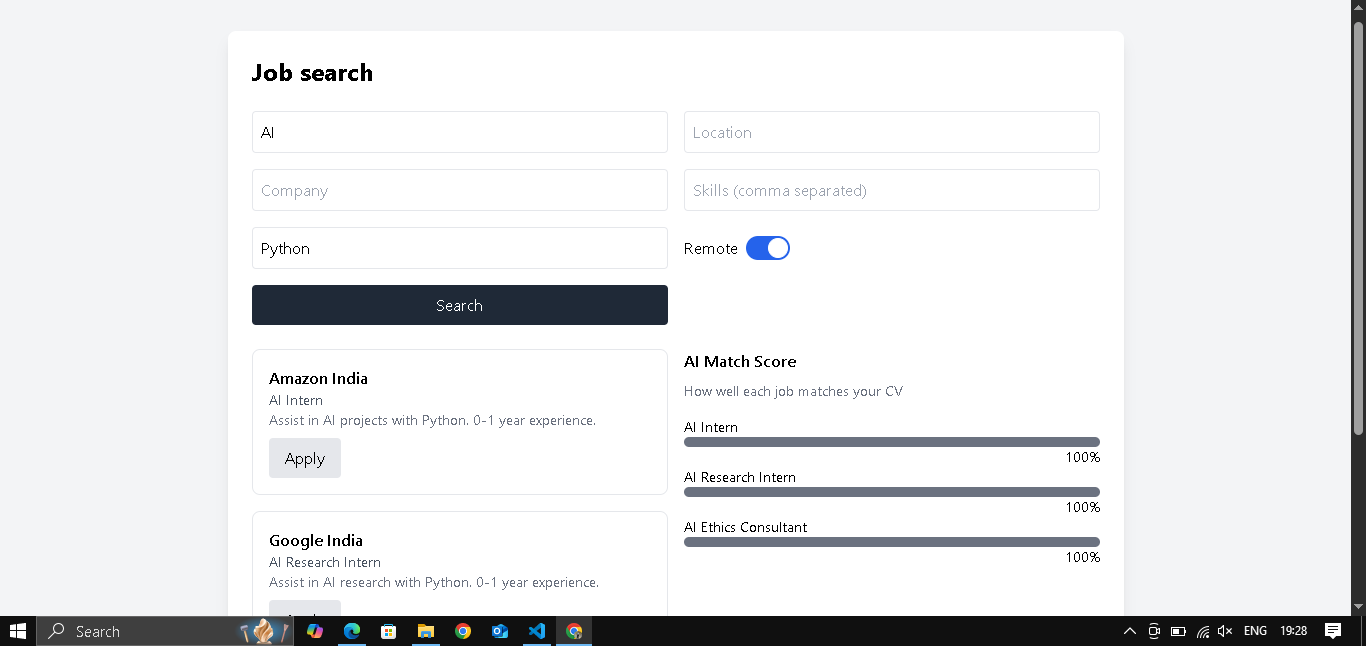 Job search
AI
Location
Company
Skills (comma separated)
Python
Remote
Search
Amazon India
AI Intern
Assist in AI projects with Python. 0-1 year experience.
Apply
Google India
AI Research Intern
Assist in AI research with Python. 0-1 year experience.
AI Match Score
How well each job matches your CV
AI Intern
100%
AI Research Intern
100%
AI Ethics Consultant
100%
Search
ENG
19:28